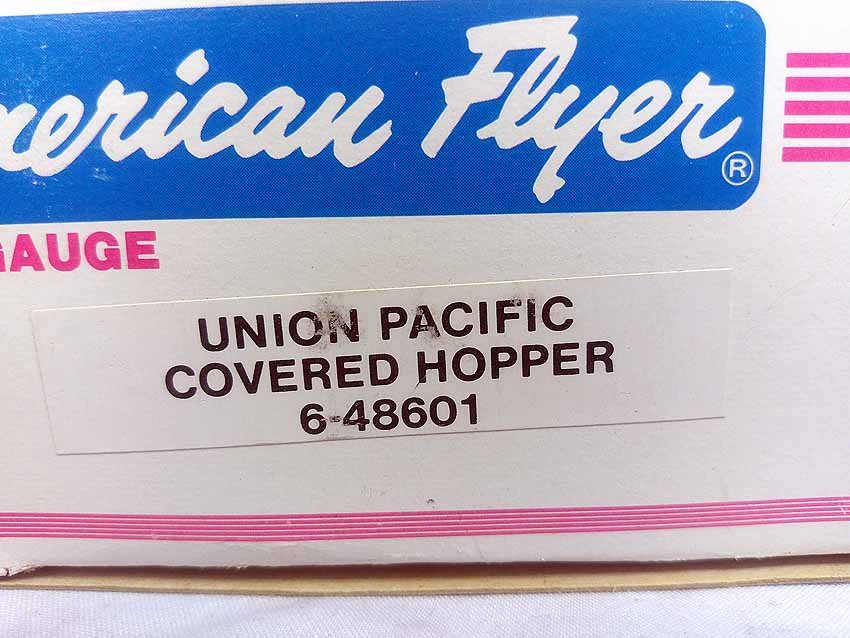 merican Flyer®
GAUGE
UNION PACIFIC
COVERED HOPPER
6-48601